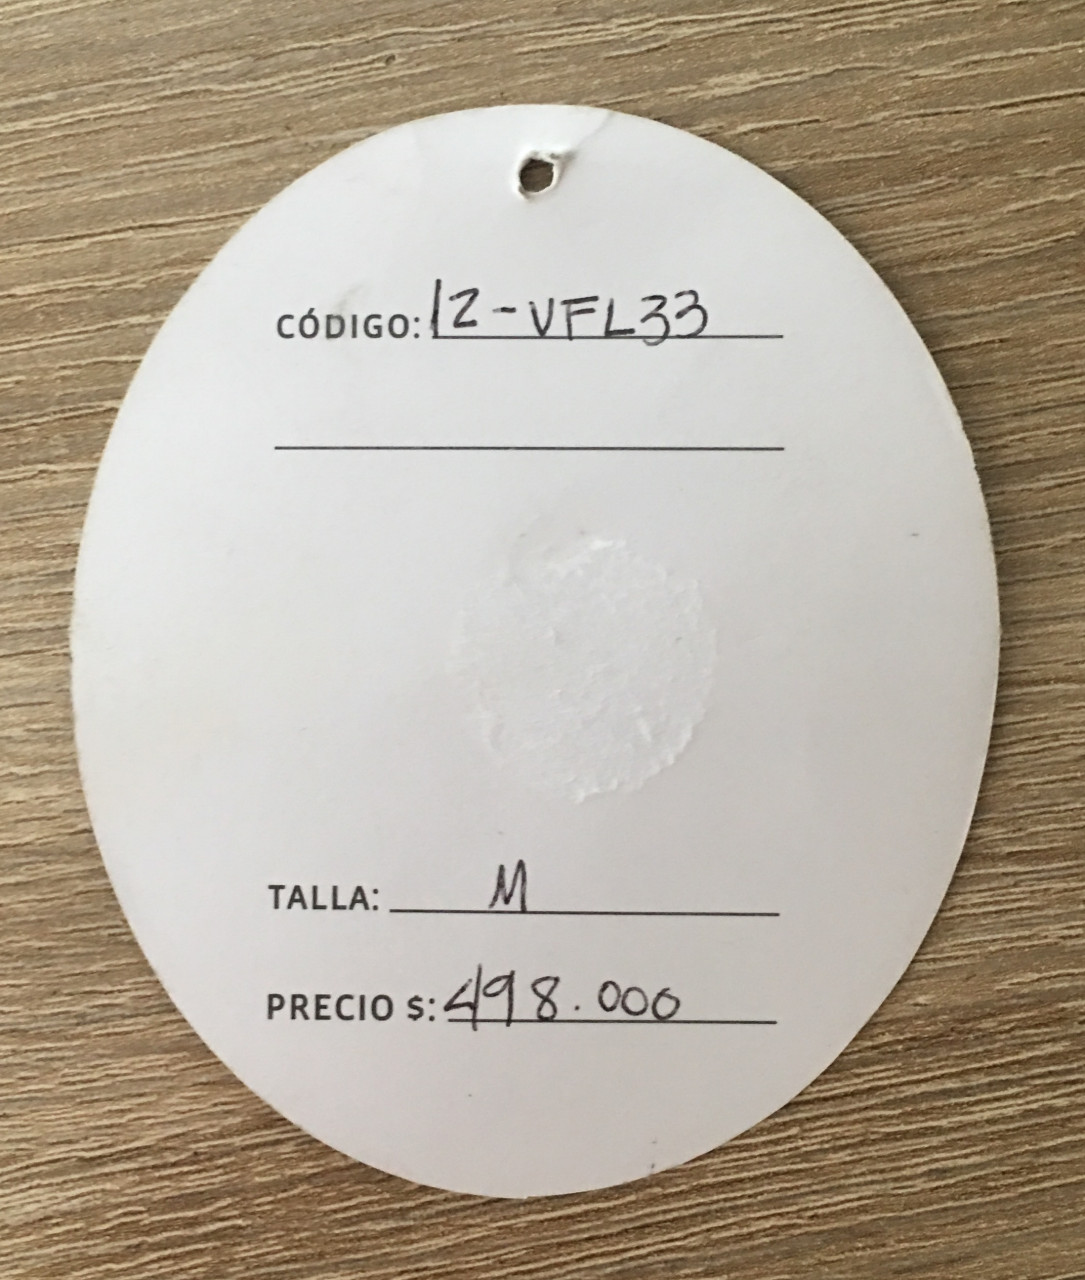 CÓDIGO: 12-VFL33
TALLA: M
PRECIO $: 498.000